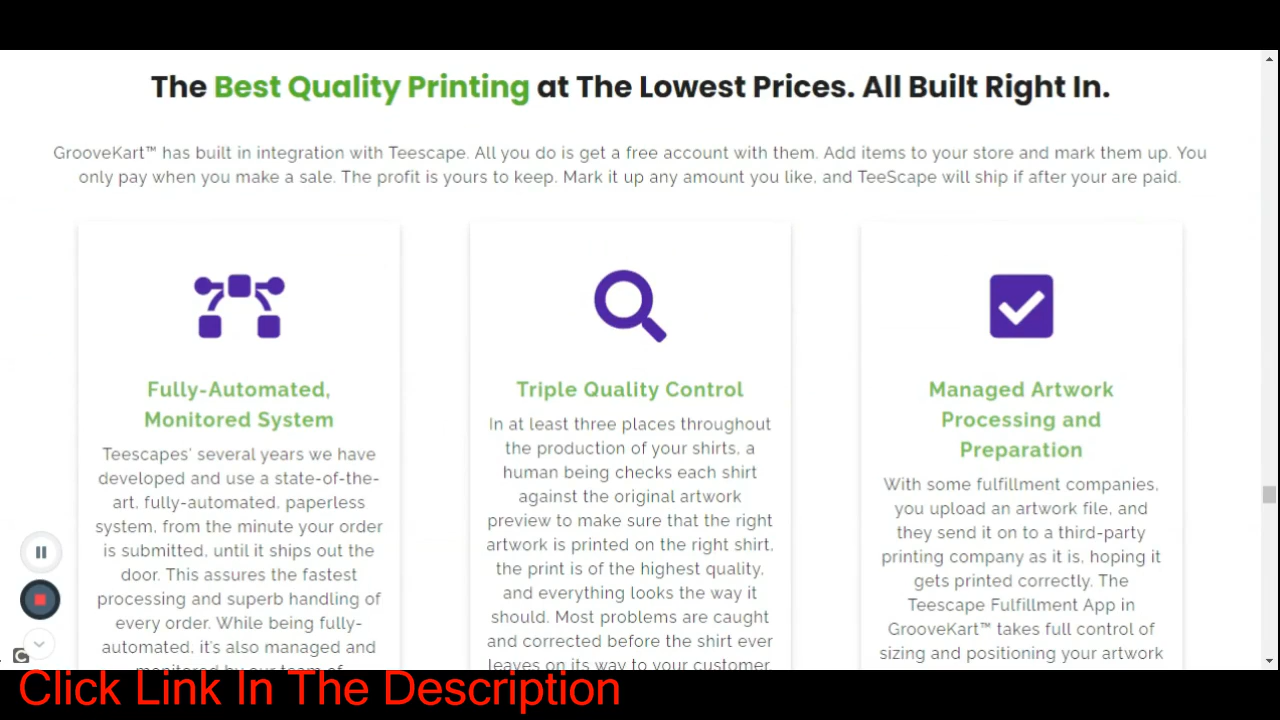 The Best Quality Printing at The Lowest Prices. All Built Right In.
GrooveKart™ has built in integration with Teescape. All you do is get a free account with them. Add items to your store and mark them up. You
only pay when you make a sale. The profit is yours to keep. Mark it up any amount you like, and TeeScape will ship if after your are paid.
Fully-Automated,
Monitored System
Teescapes' several years we have
developed and use a state-of-the-
art, fully-automated, paperless
system, from the minute your order
is submitted, until it ships out the
door. This assures the fastest
processing and superb handling of
every order. While being fully-
automated, it's also managed and
monitored by our team of
Triple Quality Control
In at least three places throughout
the production of your shirts, a
human being checks each shirt
against the original artwork
preview to make sure that the right
artwork is printed on the right shirt,
the print is of the highest quality,
and everything looks the way it
should. Most problems are caught
and corrected before the shirt ever
leaves on its way to your customer.
Managed Artwork
Processing and
Preparation
With some fulfillment companies,
you upload an artwork file, and
they send it on to a third-party
printing company as it is, hoping it
gets printed correctly. The
Teescape Fulfillment App in
GrooveKart™ takes full control of
sizing and positioning your artwork
Click Link In The Description